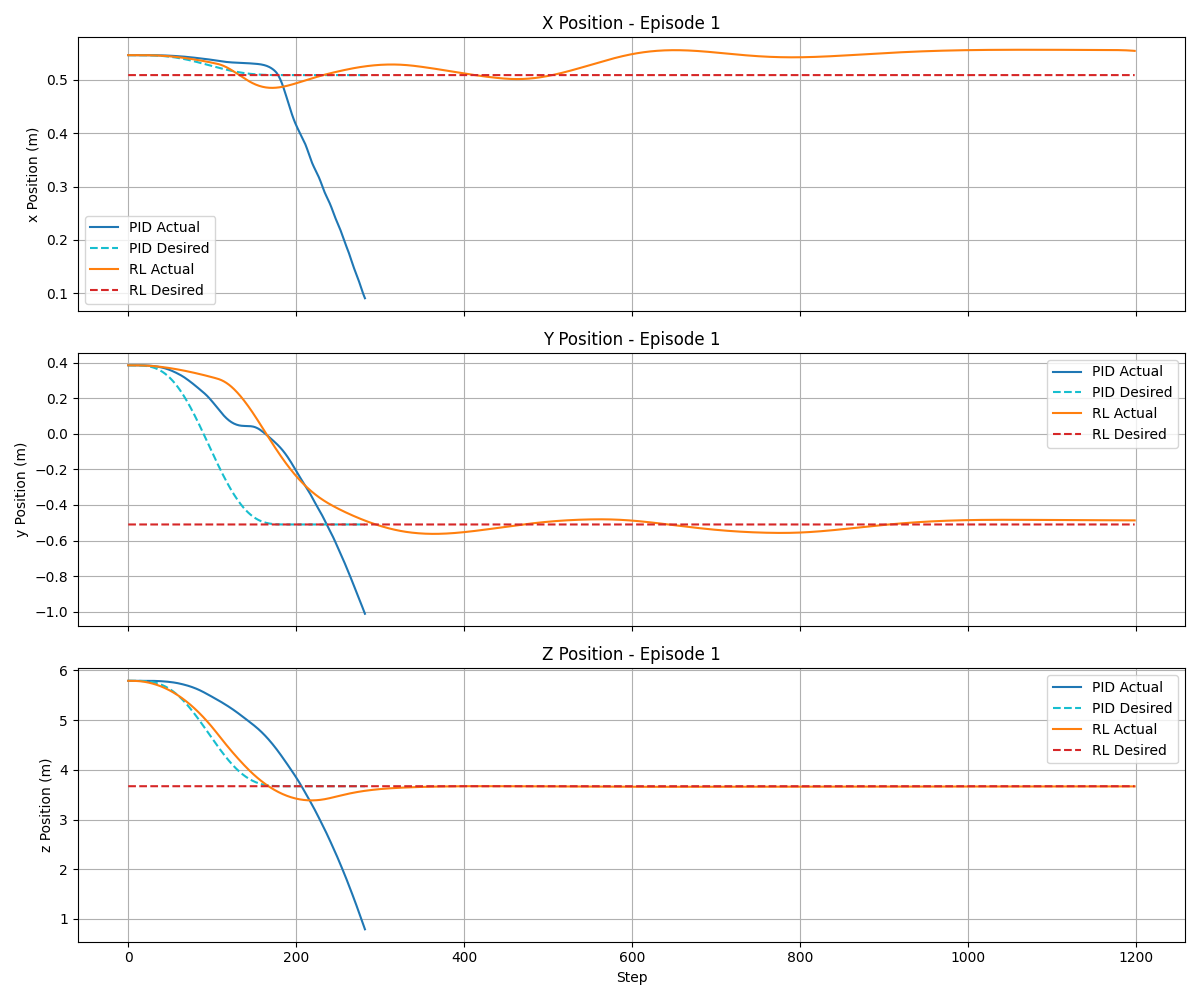 X Position - Episode 1
x Position (m)
0.5
0.4
0.3
0.2
0.1
PID Actual
PID Desired
RL Actual
RL Desired
Y Position - Episode 1
y Position (m)
0.4
0.2
0.0
−0.2
−0.4
−0.6
−0.8
−1.0
PID Actual
PID Desired
RL Actual
RL Desired
Z Position - Episode 1
z Position (m)
6
5
4
3
2
1
PID Actual
PID Desired
RL Actual
RL Desired
0 200 400 600 800 1000 1200
Step